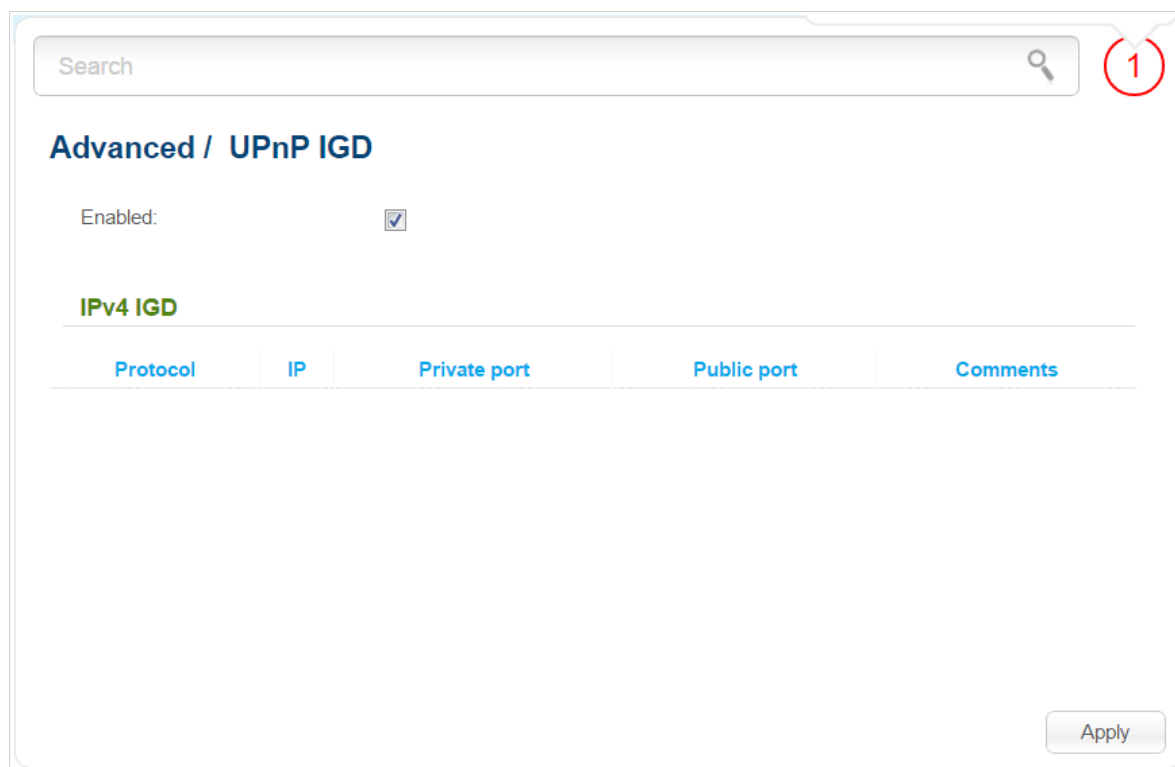 Search
1
Advanced / UPnP IGD
Enabled:
IPv4 IGD
Protocol IP Private port Public port Comments
Apply